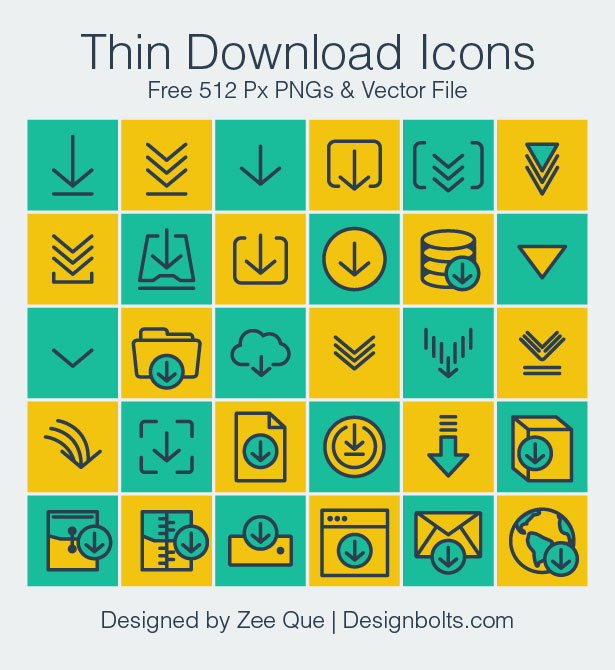 Thin Download Icons
Free 512 Px PNGs & Vector File
Designed by Zee Que | Designbolts.com